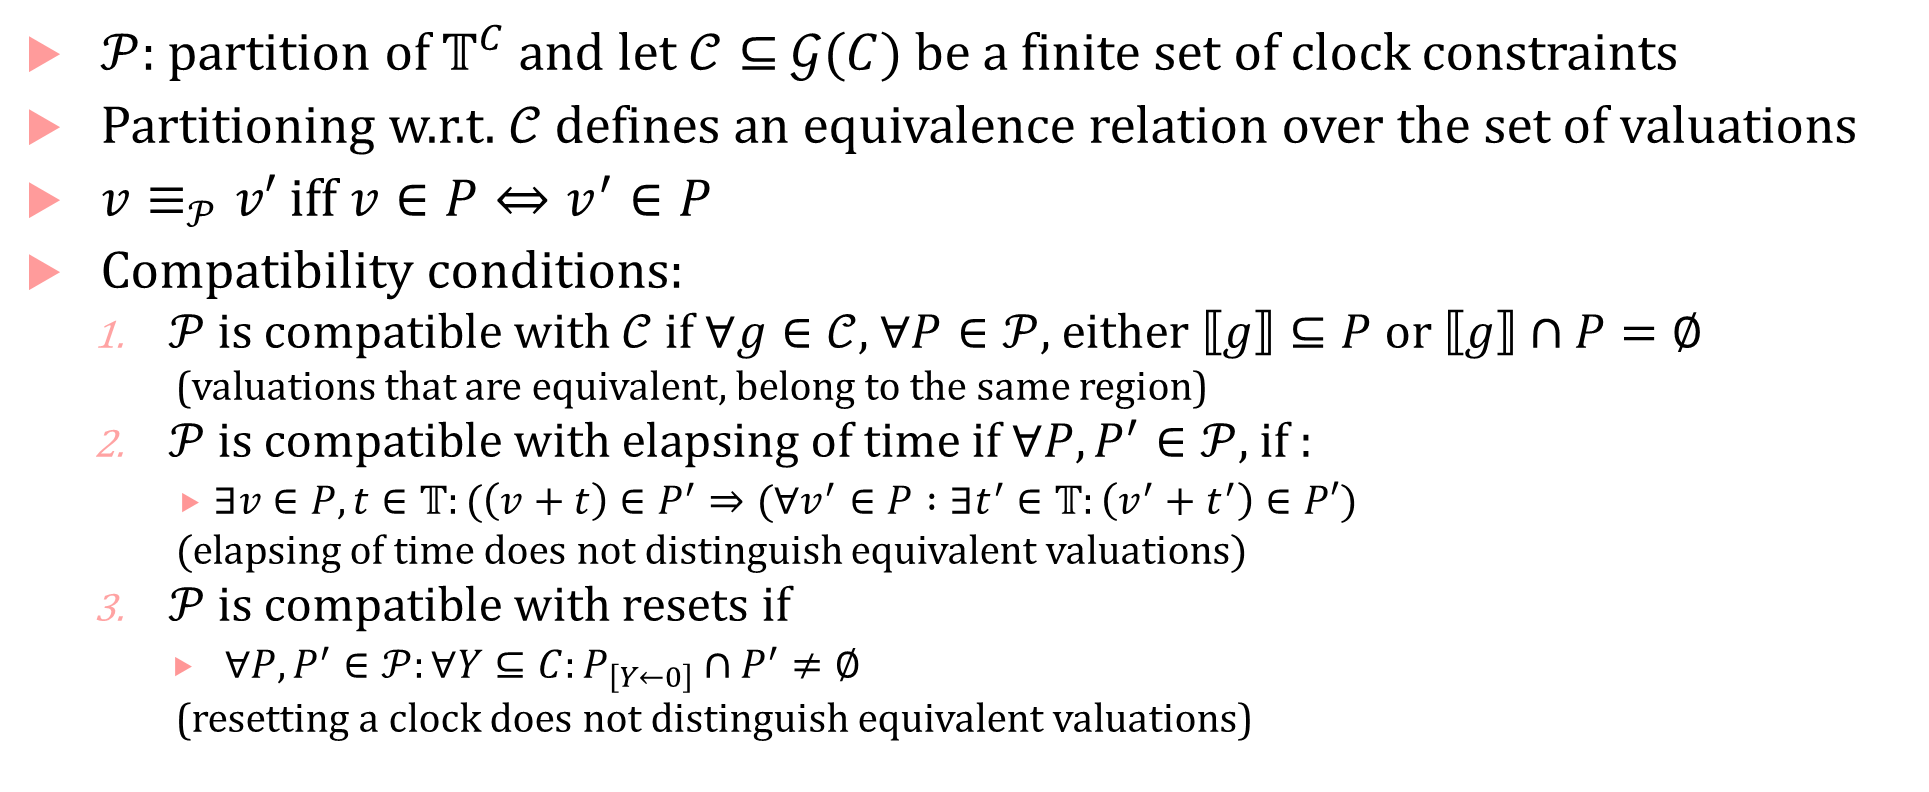 ▶ 𝒫: partition of 𝕋^C and let 𝒞 ⊆ 𝒢(C) be a finite set of clock constraints
▶ Partitioning w.r.t. 𝒞 defines an equivalence relation over the set of valuations
▶ v ≡_𝒫 v′ iff v ∈ P ⇔ v′ ∈ P
▶ Compatibility conditions:
1. 𝒫 is compatible with 𝒞 if ∀g ∈ 𝒞, ∀P ∈ 𝒫, either ⟦g⟧ ⊆ P or ⟦g⟧ ∩ P = ∅
(valuations that are equivalent, belong to the same region)
2. 𝒫 is compatible with elapsing of time if ∀P, P′ ∈ 𝒫, if :
▶ ∃v ∈ P, t ∈ 𝕋: ((v + t) ∈ P′ ⇒ (∀v′ ∈ P : ∃t′ ∈ 𝕋: (v′ + t′) ∈ P′)
(elapsing of time does not distinguish equivalent valuations)
3. 𝒫 is compatible with resets if
▶ ∀P, P′ ∈ 𝒫: ∀Y ⊆ C: P_[Y←0] ∩ P′ ≠ ∅
(resetting a clock does not distinguish equivalent valuations)